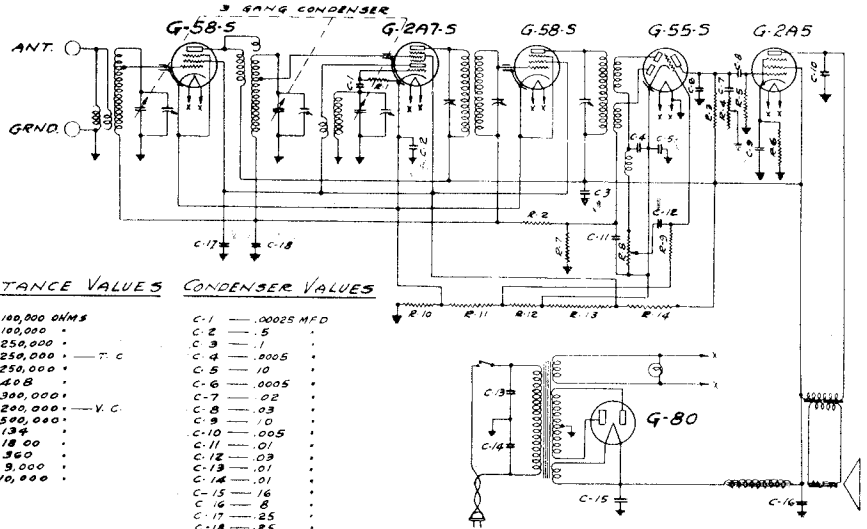 3 GANG CONDENSER
G-58-S
G-2A7-S
G-58-S
G-55-S
G-2A5
ANT.
GRND.
C-1
R-1
C-2
C-3
C-4
C-5
C-6
C-7
C-8
C-9
C-10
R-2
R-3
R-4
R-5
R-6
R-7
R-8
R-9
C-11
C-12
C-17
C-18
R-10
R-11
R-12
R-13
R-14
X
X
X
X
X
X
X
X
X
X
TANCE VALUES
100,000 OHMS
100,000 "
250,000 "
250,000 " — T.C
250,000 "
408 "
300,000 "
200,000 " — V.C.
500,000 "
134 "
1800 "
360 "
9,000 "
10,000 "
CONDENSER VALUES
C-1 — .00025 MFD
C-2 — .5 "
C-3 — .1 "
C-4 — .0005 "
C-5 — 10 "
C-6 — .0005 "
C-7 — .02 "
C-8 — .03 "
C-9 — 10 "
C-10 — .005 "
C-11 — .01 "
C-12 — .03 "
C-13 — .01 "
C-14 — .01 "
C-15 — 16 "
C-16 — 8 "
C-17 — .25 "
C-18 — .25 "
C-13
C-14
G-80
C-15
C-16
X
X